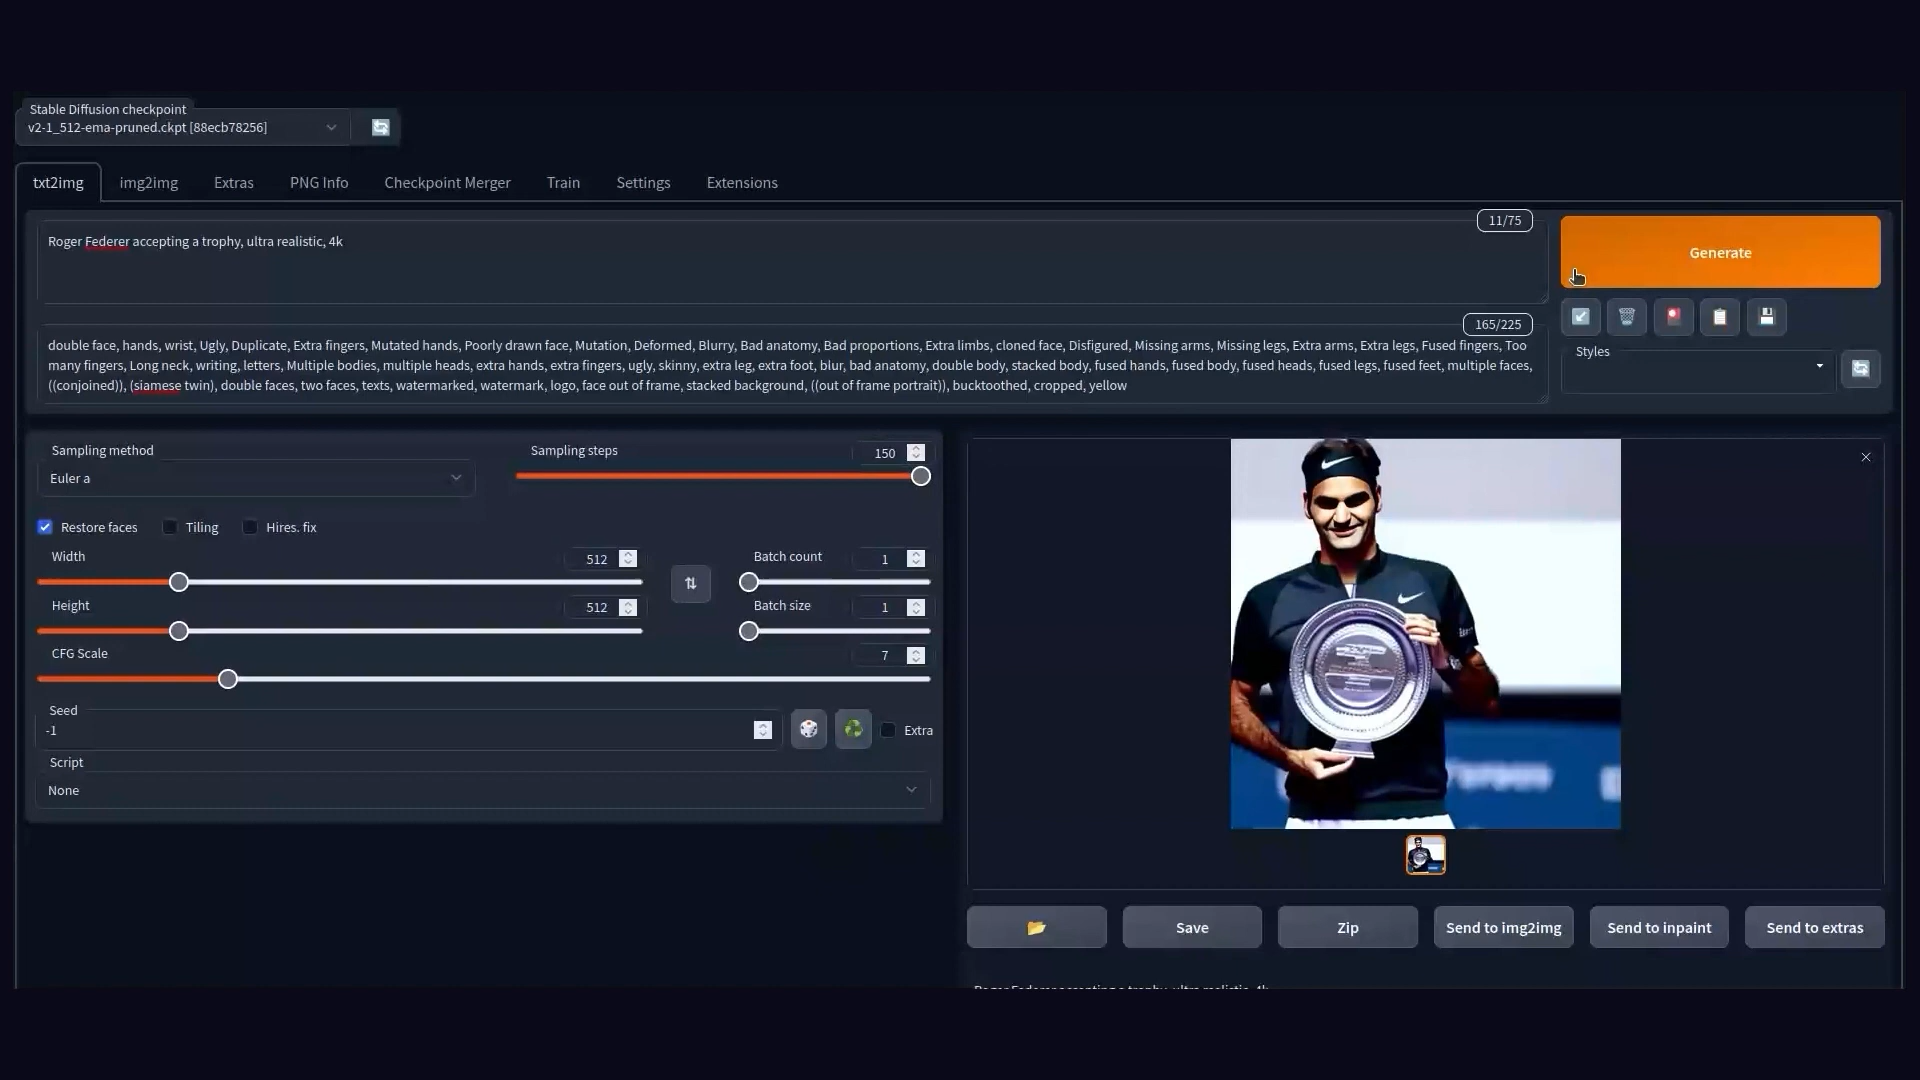 Stable Diffusion checkpoint
v2-1_512-ema-pruned.ckpt [88ecb78256]
txt2img
img2img
Extras
PNG Info
Checkpoint Merger
Train
Settings
Extensions
11/75
Roger Federer accepting a trophy, ultra realistic, 4k
Generate
165/225
double face, hands, wrist, Ugly, Duplicate, Extra fingers, Mutated hands, Poorly drawn face, Mutation, Deformed, Blurry, Bad anatomy, Bad proportions, Extra limbs, cloned face, Disfigured, Missing arms, Missing legs, Extra arms, Extra legs, Fused fingers, Too
many fingers, Long neck, writing, letters, Multiple bodies, multiple heads, extra hands, extra fingers, ugly, skinny, extra leg, extra foot, blur, bad anatomy, double body, stacked body, fused hands, fused body, fused heads, fused legs, fused feet, multiple faces,
((conjoined)), (siamese twin), double faces, two faces, texts, watermarked, watermark, logo, face out of frame, stacked background, ((out of frame portrait)), bucktoothed, cropped, yellow
Styles
Sampling method
Euler a
Sampling steps
150
Restore faces
Tiling
Hires. fix
Width
512
Batch count
1
Height
512
Batch size
1
CFG Scale
7
Seed
-1
Extra
Script
None
Save
Zip
Send to img2img
Send to inpaint
Send to extras
Roger Federer accepting a trophy, ultra realistic, 4k